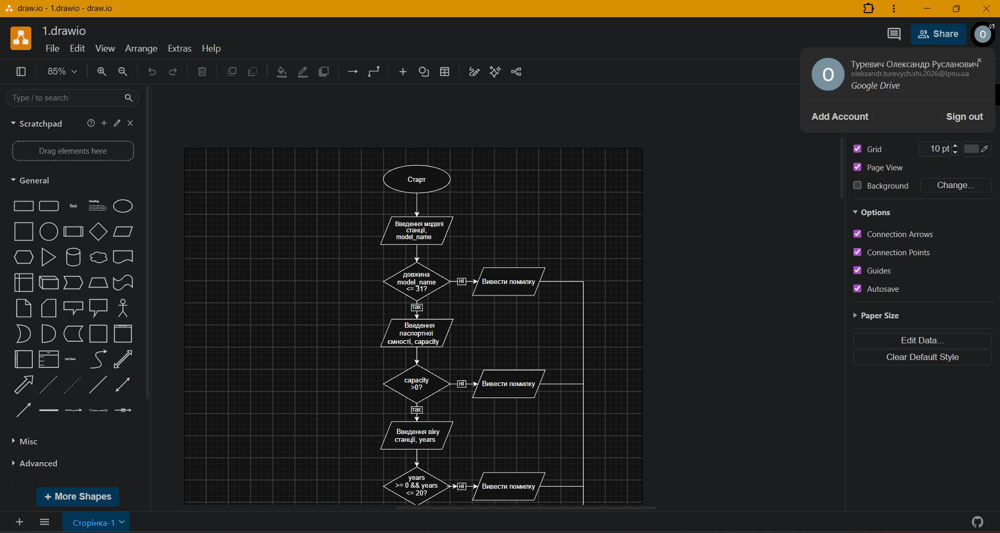 draw.io - 1.drawio - draw.io
1.drawio
File Edit View Arrange Extras Help
Share
O
85%
Туревич Олександр Русланович
oleksandr.turevych.shi.2026@lpnu.ua
Google Drive
O
Add Account
Sign out
Type / to search
Scratchpad
Drag elements here
General
Text
Heading
List Item
Misc
Advanced
+ More Shapes
Старт
Введення моделі
станції,
model_name
довжина
model_name
<= 31?
НІ
Вивести помилку
так
Введення
паспортної
ємності, capacity
capacity
>0?
НІ
Вивести помилку
так
Введення віку
станції, years
years
>= 0 && years
<= 20?
НІ
Вивести помилку
Grid
10 pt
Page View
Background
Change...
Options
Connection Arrows
Connection Points
Guides
Autosave
Paper Size
Edit Data...
Clear Default Style
Сторінка-1